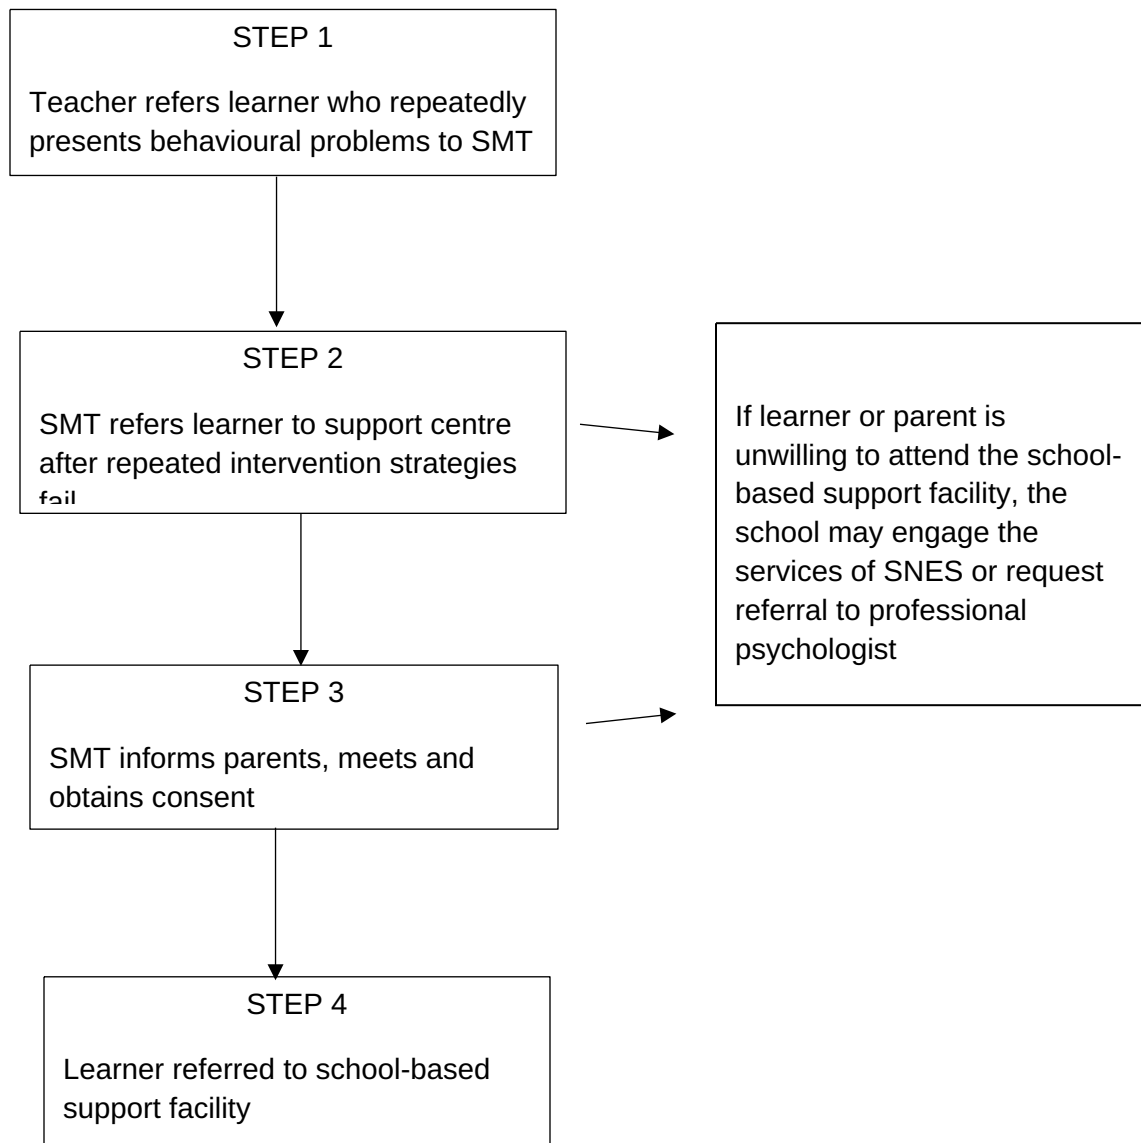 STEP 1
Teacher refers learner who repeatedly
presents behavioural problems to SMT
STEP 2
SMT refers learner to support centre
after repeated intervention strategies
fail
If learner or parent is
unwilling to attend the school-
based support facility, the
school may engage the
services of SNES or request
referral to professional
psychologist
STEP 3
SMT informs parents, meets and
obtains consent
STEP 4
Learner referred to school-based
support facility